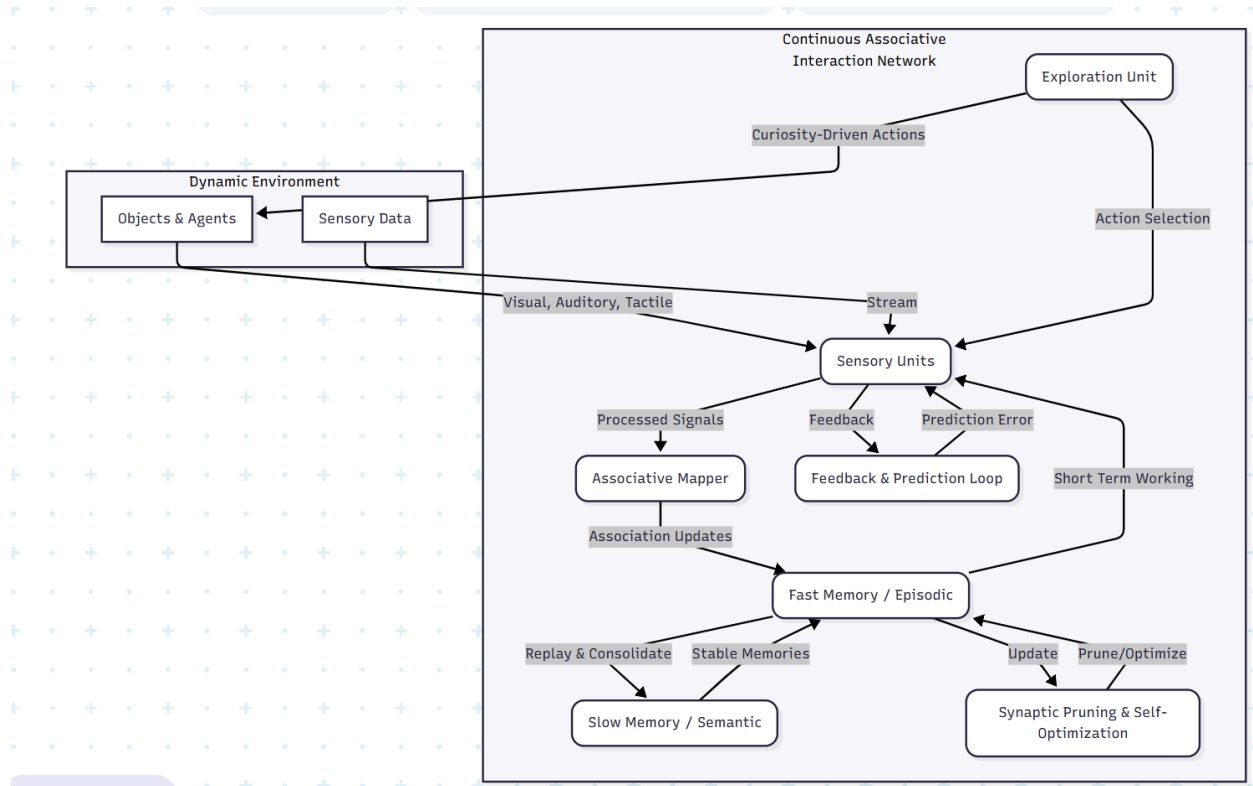 Continuous Associative
Interaction Network
Exploration Unit
Curiosity-Driven Actions
Dynamic Environment
Objects & Agents
Sensory Data
Action Selection
Visual, Auditory, Tactile
Stream
Sensory Units
Processed Signals
Feedback
Prediction Error
Associative Mapper
Feedback & Prediction Loop
Short Term Working
Association Updates
Fast Memory / Episodic
Replay & Consolidate
Stable Memories
Update
Prune/Optimize
Slow Memory / Semantic
Synaptic Pruning & Self-
Optimization